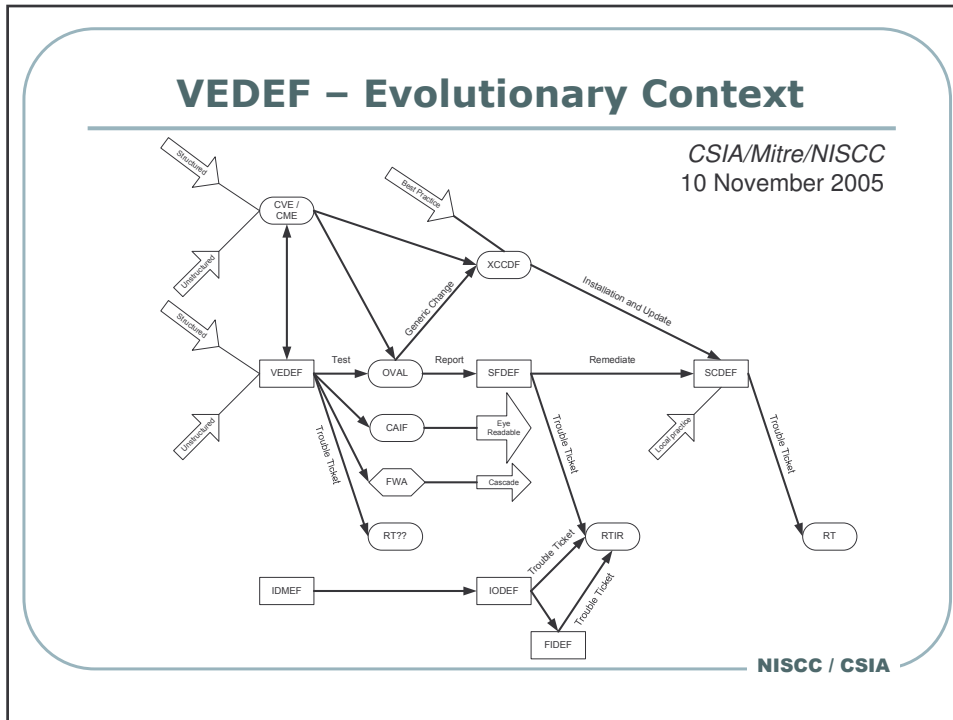 VEDEF – Evolutionary Context
CSIA/Mitre/NISCC
10 November 2005
Structured
Best Practice
CVE /
CME
XCCDF
Unstructured
Generic Change
Installation and Update
Structured
VEDEF
Test
OVAL
Report
SFDEF
Remediate
SCDEF
Unstructured
Trouble Ticket
CAIF
Eye
Readable
Trouble Ticket
Local practice
Trouble Ticket
FWA
Cascade
RT??
Trouble Ticket
RTIR
RT
IDMEF
IODEF
Trouble Ticket
FIDEF
NISCC / CSIA